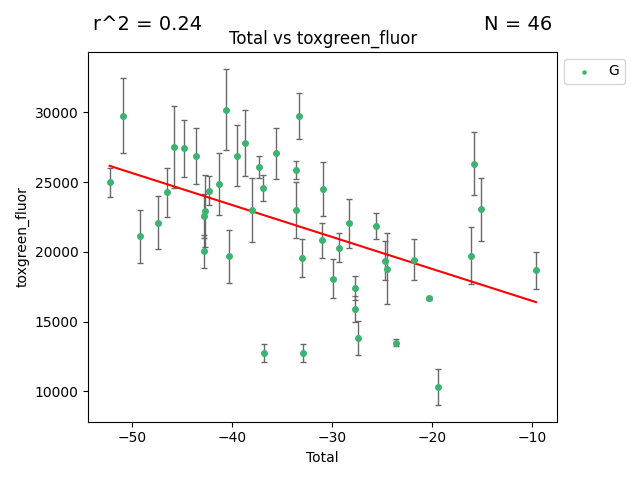 r^2 = 0.24
N = 46
Total vs toxgreen_fluor
G
30000
25000
20000
15000
10000
toxgreen_fluor
−50
−40
−30
−20
−10
Total